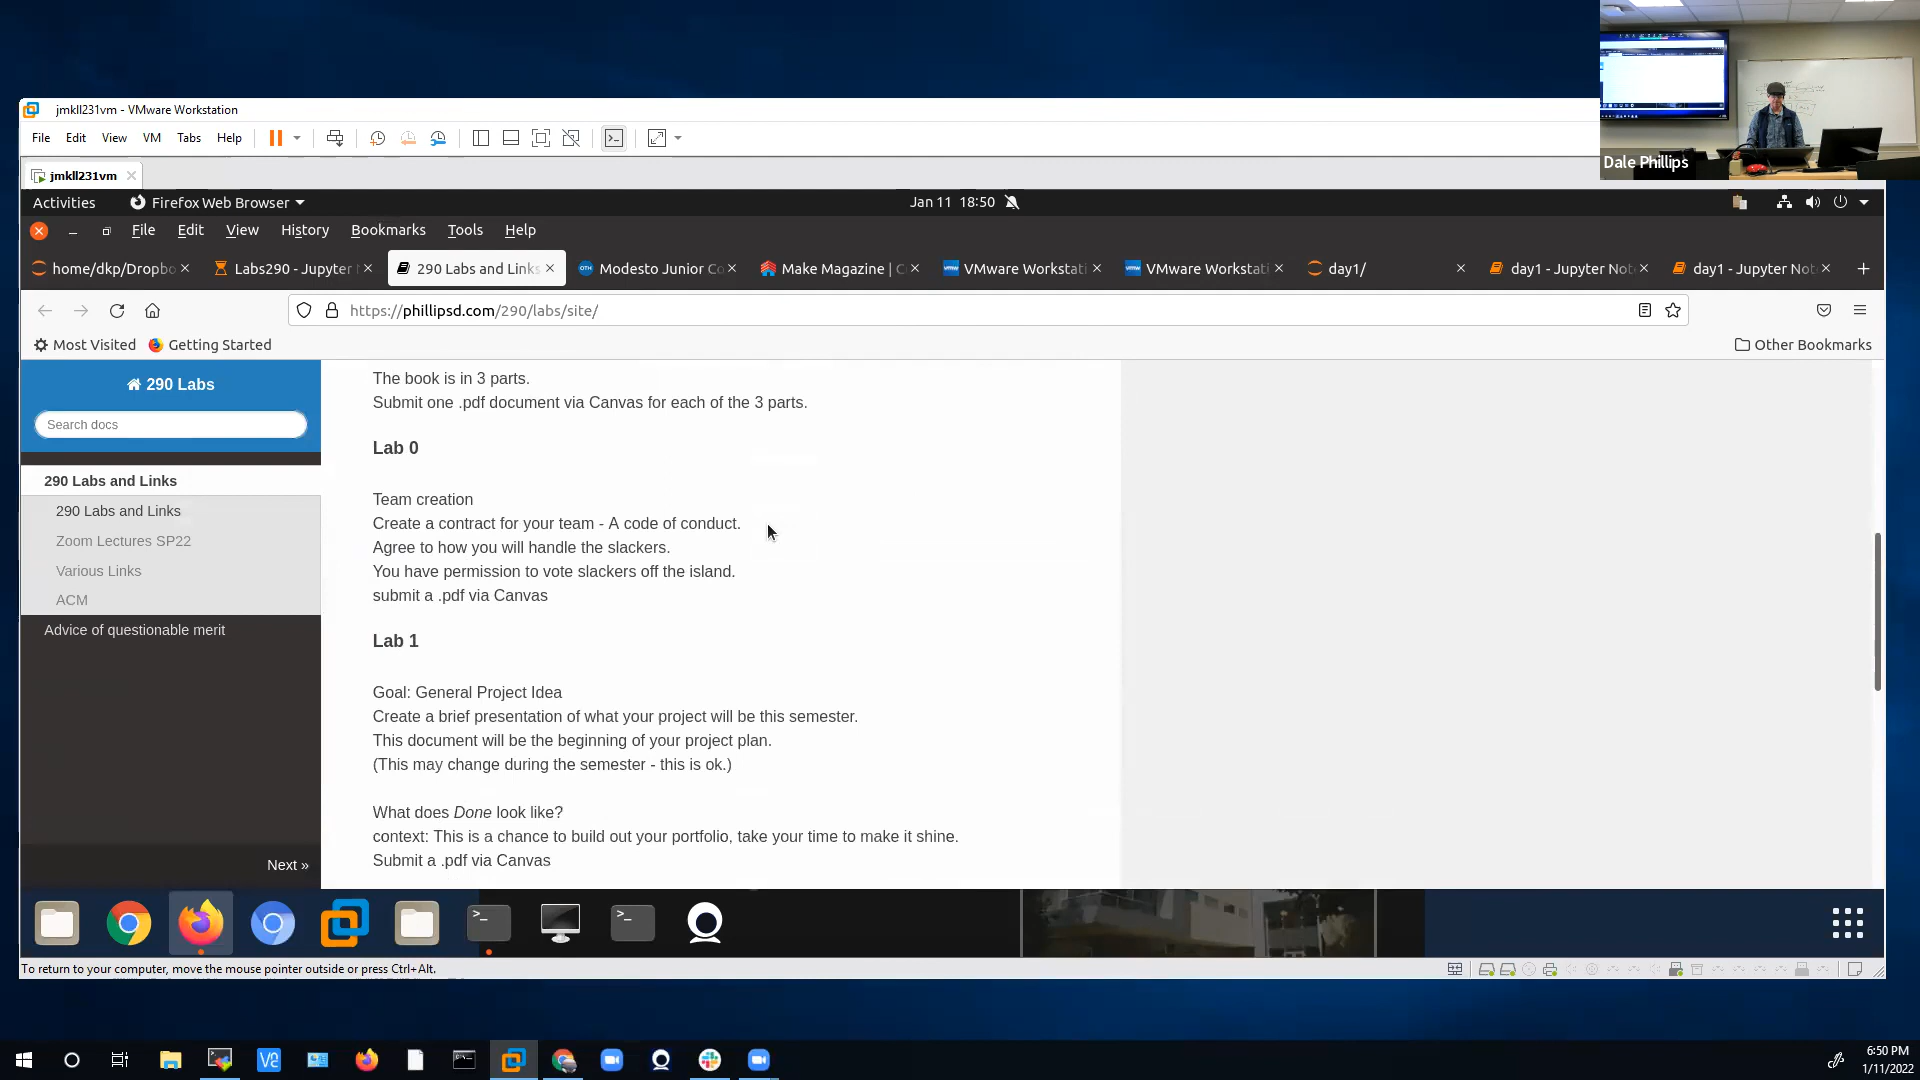 jmkll231vm - VMware Workstation
File Edit View VM Tabs Help
jmkll231vm
Activities Firefox Web Browser Jan 11 18:50
File Edit View History Bookmarks Tools Help
home/dkp/Dropbo Labs290 - Jupyter 290 Labs and Links Modesto Junior Co Make Magazine | VMware Workstati VMware Workstati day1/ day1 - Jupyter Not day1 - Jupyter Not
https://phillipsd.com/290/labs/site/
Most Visited Getting Started Other Bookmarks
290 Labs
Search docs
290 Labs and Links
290 Labs and Links
Zoom Lectures SP22
Various Links
ACM
Advice of questionable merit
Next »
The book is in 3 parts.
Submit one .pdf document via Canvas for each of the 3 parts.
Lab 0
Team creation
Create a contract for your team - A code of conduct.
Agree to how you will handle the slackers.
You have permission to vote slackers off the island.
submit a .pdf via Canvas
Lab 1
Goal: General Project Idea
Create a brief presentation of what your project will be this semester.
This document will be the beginning of your project plan.
(This may change during the semester - this is ok.)
What does Done look like?
context: This is a chance to build out your portfolio, take your time to make it shine.
Submit a .pdf via Canvas
To return to your computer, move the mouse pointer outside or press Ctrl+Alt.
Dale Phillips
6:50 PM
1/11/2022